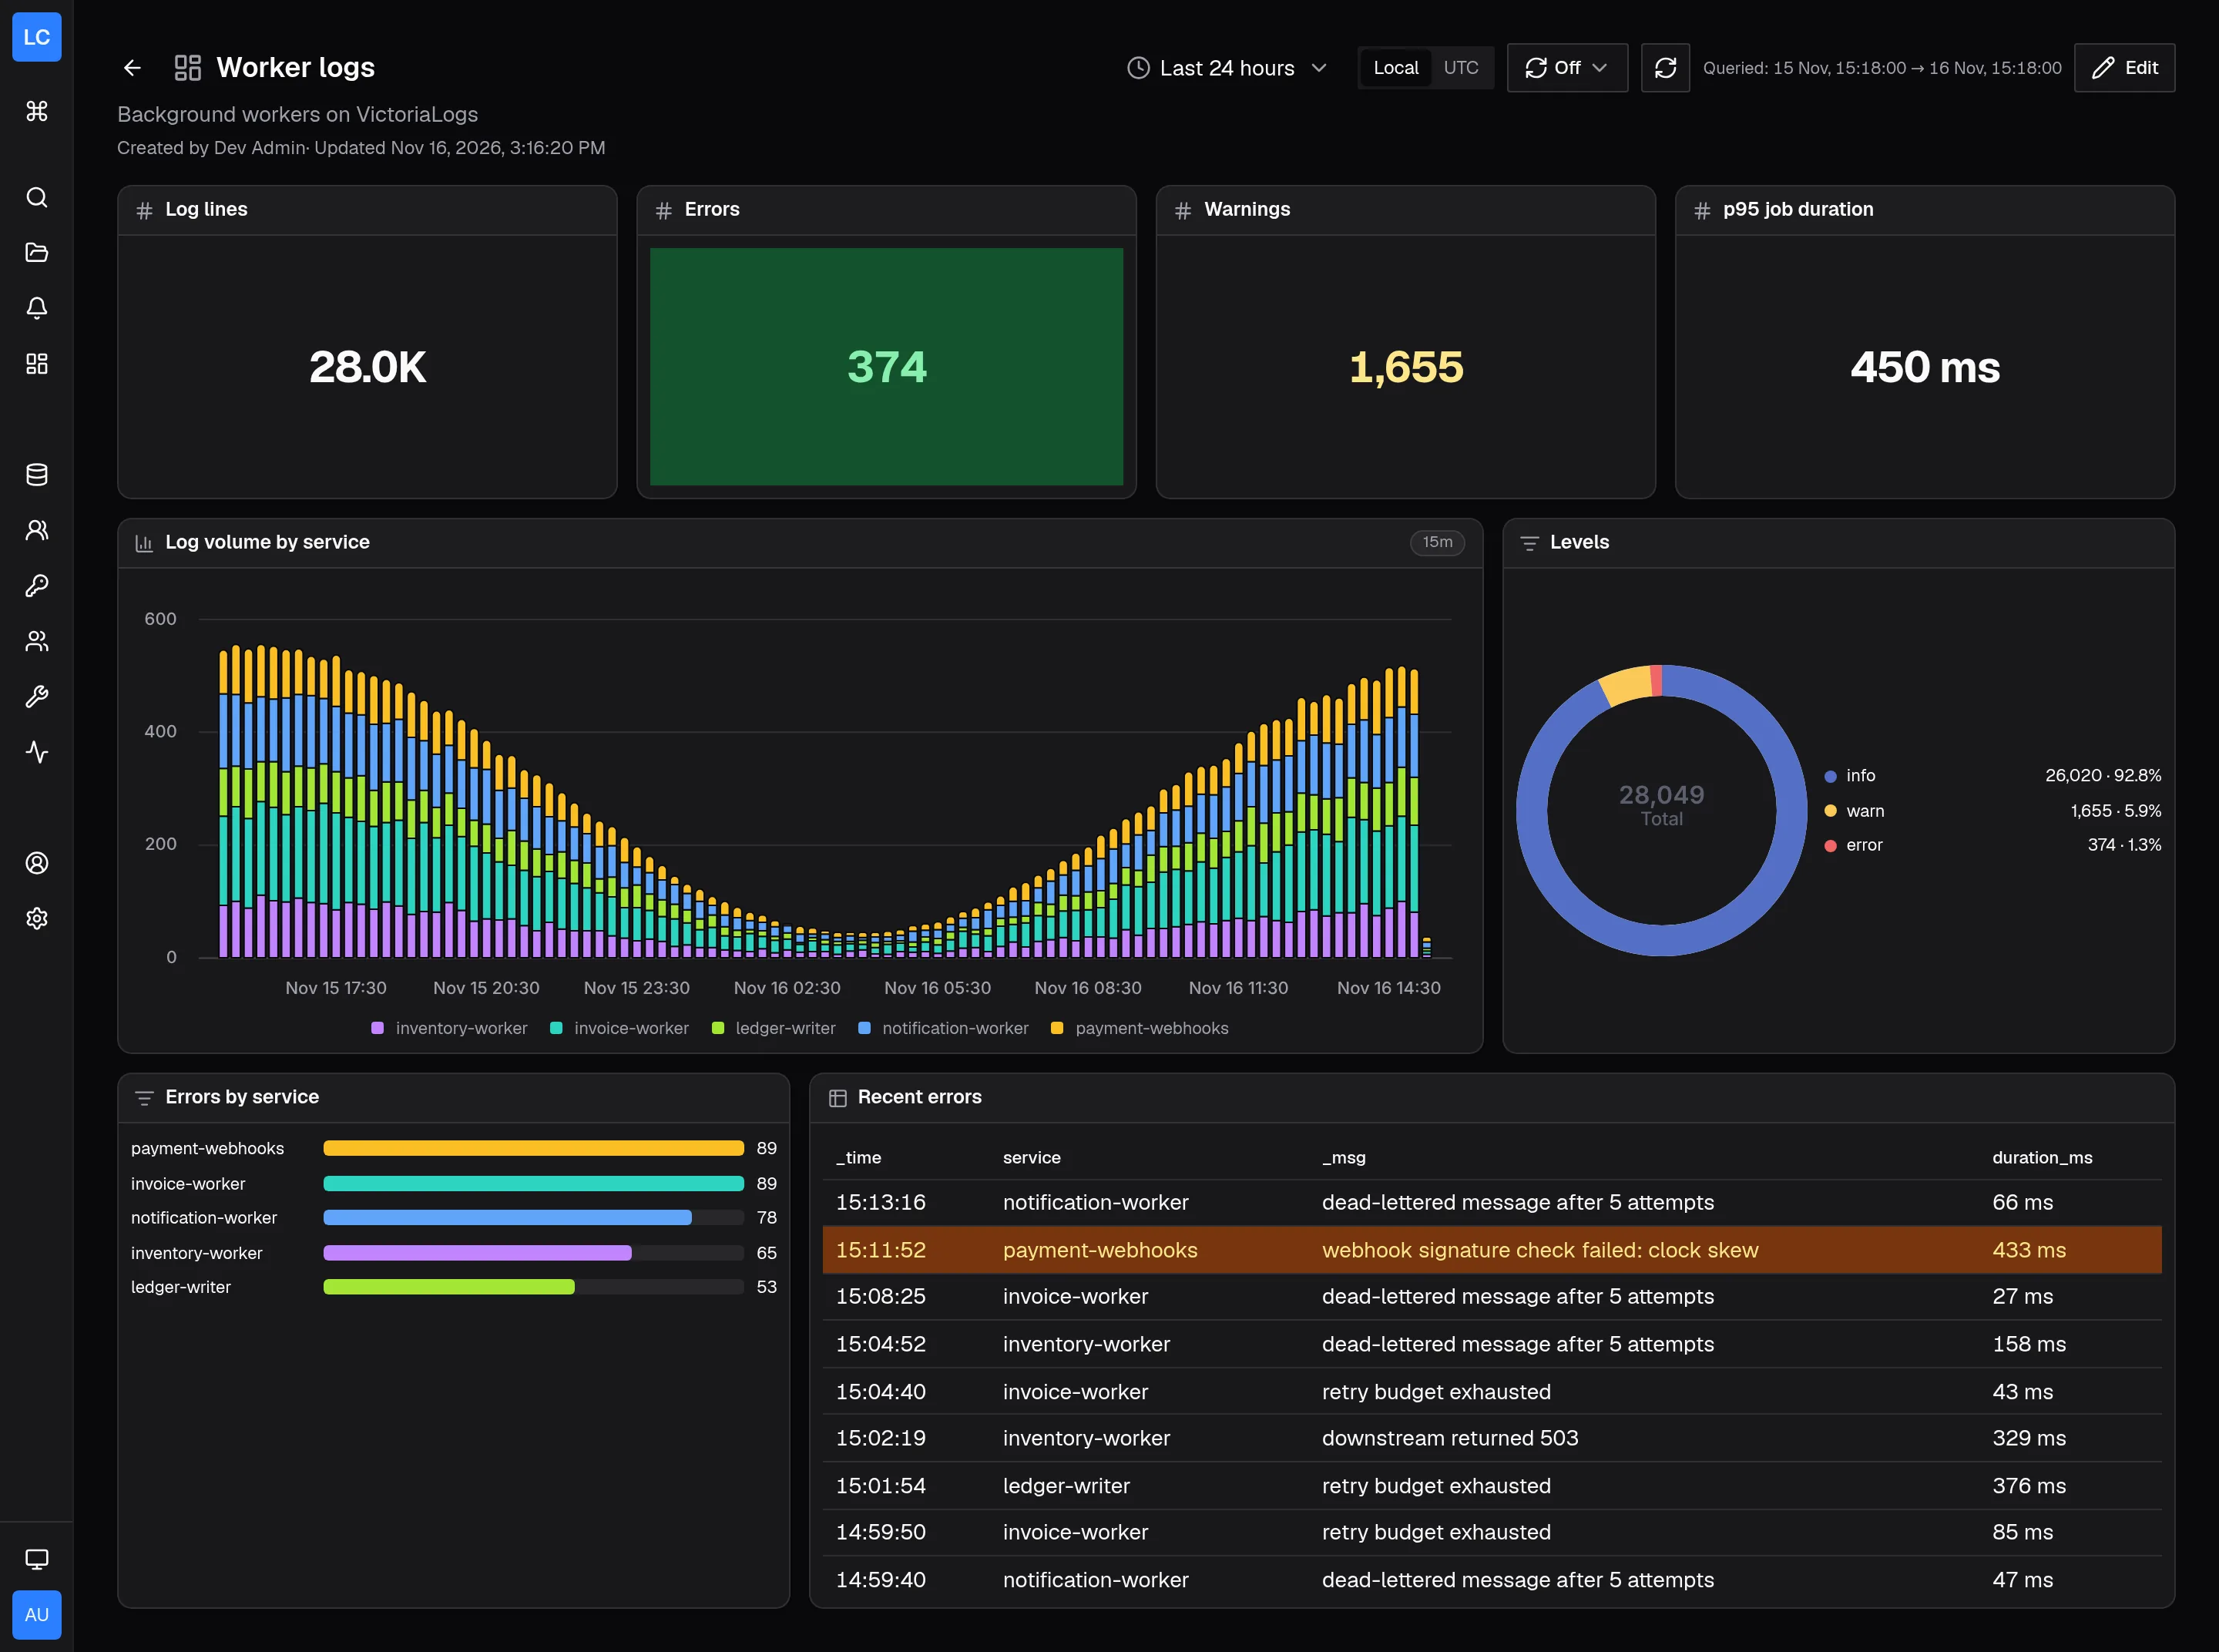 LC
Worker logs
Last 24 hours
Local UTC
Off
Queried: 15 Nov, 15:18:00 → 16 Nov, 15:18:00
Edit
Background workers on VictoriaLogs
Created by Dev Admin· Updated Nov 16, 2026, 3:16:20 PM
Log lines
28.0K
Errors
374
Warnings
1,655
p95 job duration
450 ms
Log volume by service
15m
600
400
200
0
Nov 15 17:30 Nov 15 20:30 Nov 15 23:30 Nov 16 02:30 Nov 16 05:30 Nov 16 08:30 Nov 16 11:30 Nov 16 14:30
inventory-worker invoice-worker ledger-writer notification-worker payment-webhooks
Levels
28,049
Total
info 26,020 · 92.8%
warn 1,655 · 5.9%
error 374 · 1.3%
Errors by service
payment-webhooks 89
invoice-worker 89
notification-worker 78
inventory-worker 65
ledger-writer 53
Recent errors
_time service _msg duration_ms
15:13:16 notification-worker dead-lettered message after 5 attempts 66 ms
15:11:52 payment-webhooks webhook signature check failed: clock skew 433 ms
15:08:25 invoice-worker dead-lettered message after 5 attempts 27 ms
15:04:52 inventory-worker dead-lettered message after 5 attempts 158 ms
15:04:40 invoice-worker retry budget exhausted 43 ms
15:02:19 inventory-worker downstream returned 503 329 ms
15:01:54 ledger-writer retry budget exhausted 376 ms
14:59:50 invoice-worker retry budget exhausted 85 ms
14:59:40 notification-worker dead-lettered message after 5 attempts 47 ms
AU